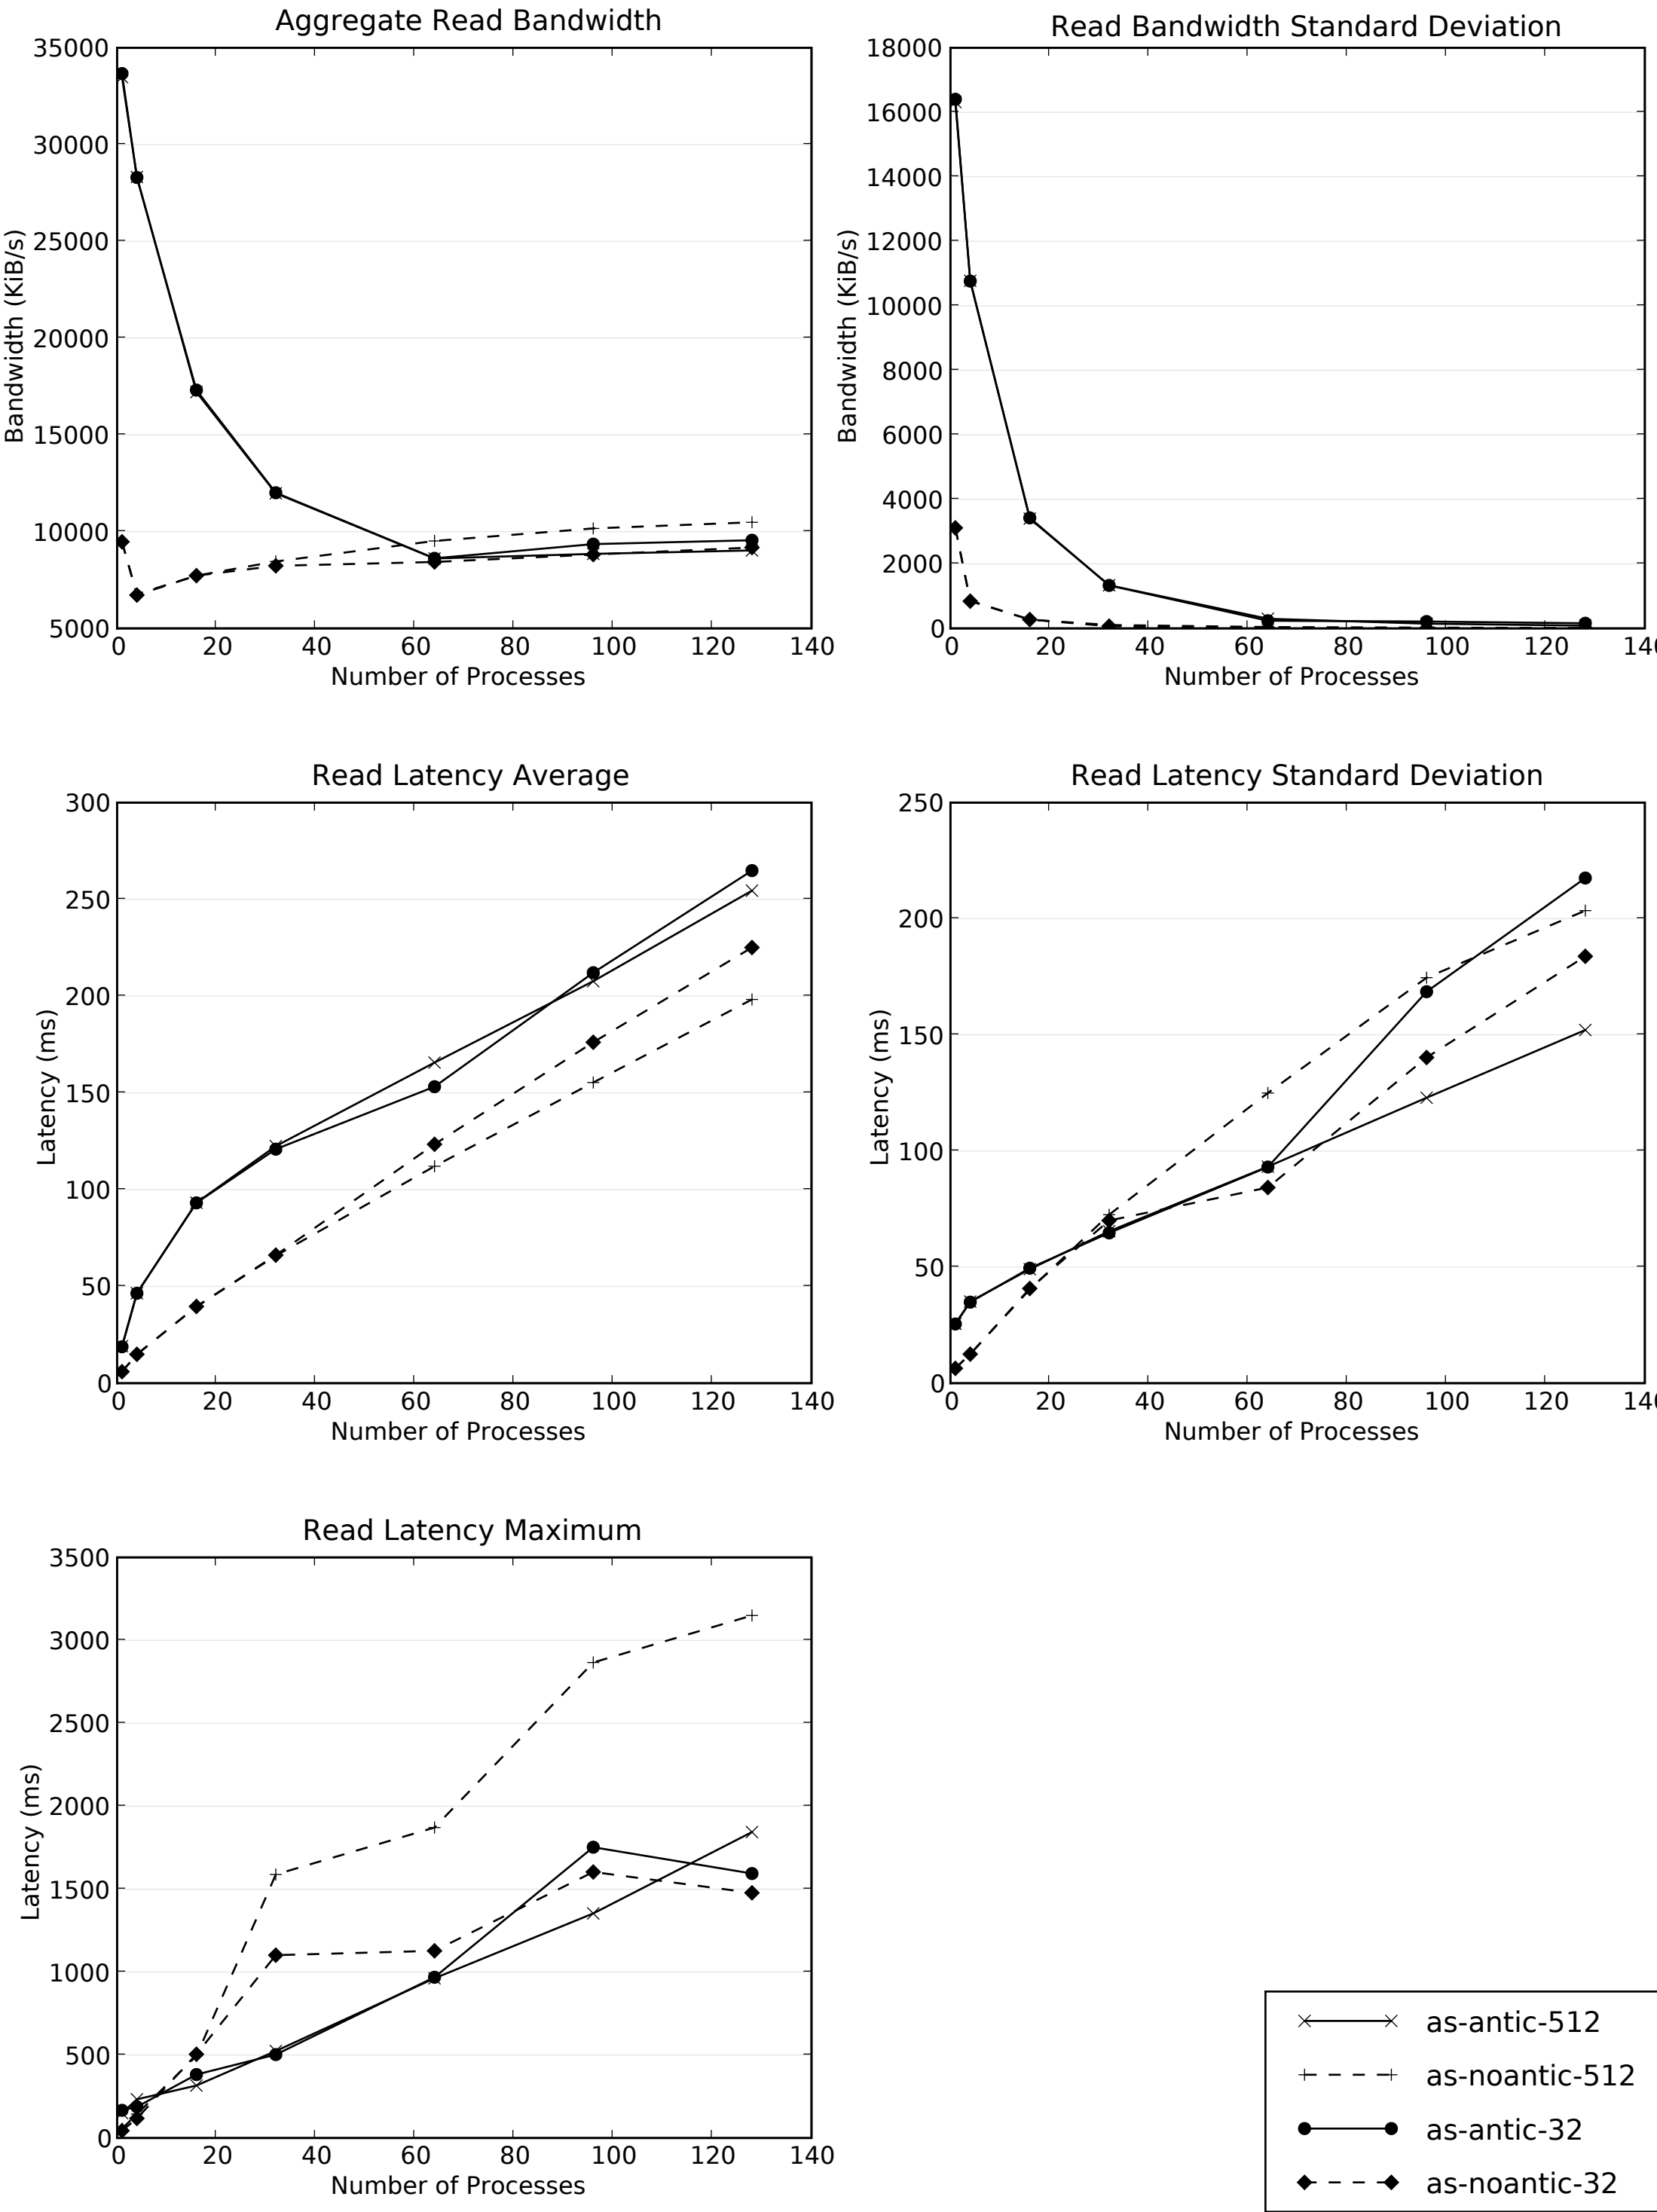 Aggregate Read Bandwidth
35000
30000
25000
20000
15000
10000
5000
Bandwidth (KiB/s)
0 20 40 60 80 100 120 140
Number of Processes
Read Bandwidth Standard Deviation
18000
16000
14000
12000
10000
8000
6000
4000
2000
0
Bandwidth (KiB/s)
0 20 40 60 80 100 120 140
Number of Processes
Read Latency Average
300
250
200
150
100
50
0
Latency (ms)
0 20 40 60 80 100 120 140
Number of Processes
Read Latency Standard Deviation
250
200
150
100
50
0
Latency (ms)
0 20 40 60 80 100 120 140
Number of Processes
Read Latency Maximum
3500
3000
2500
2000
1500
1000
500
0
Latency (ms)
0 20 40 60 80 100 120 140
Number of Processes
as-antic-512
as-noantic-512
as-antic-32
as-noantic-32